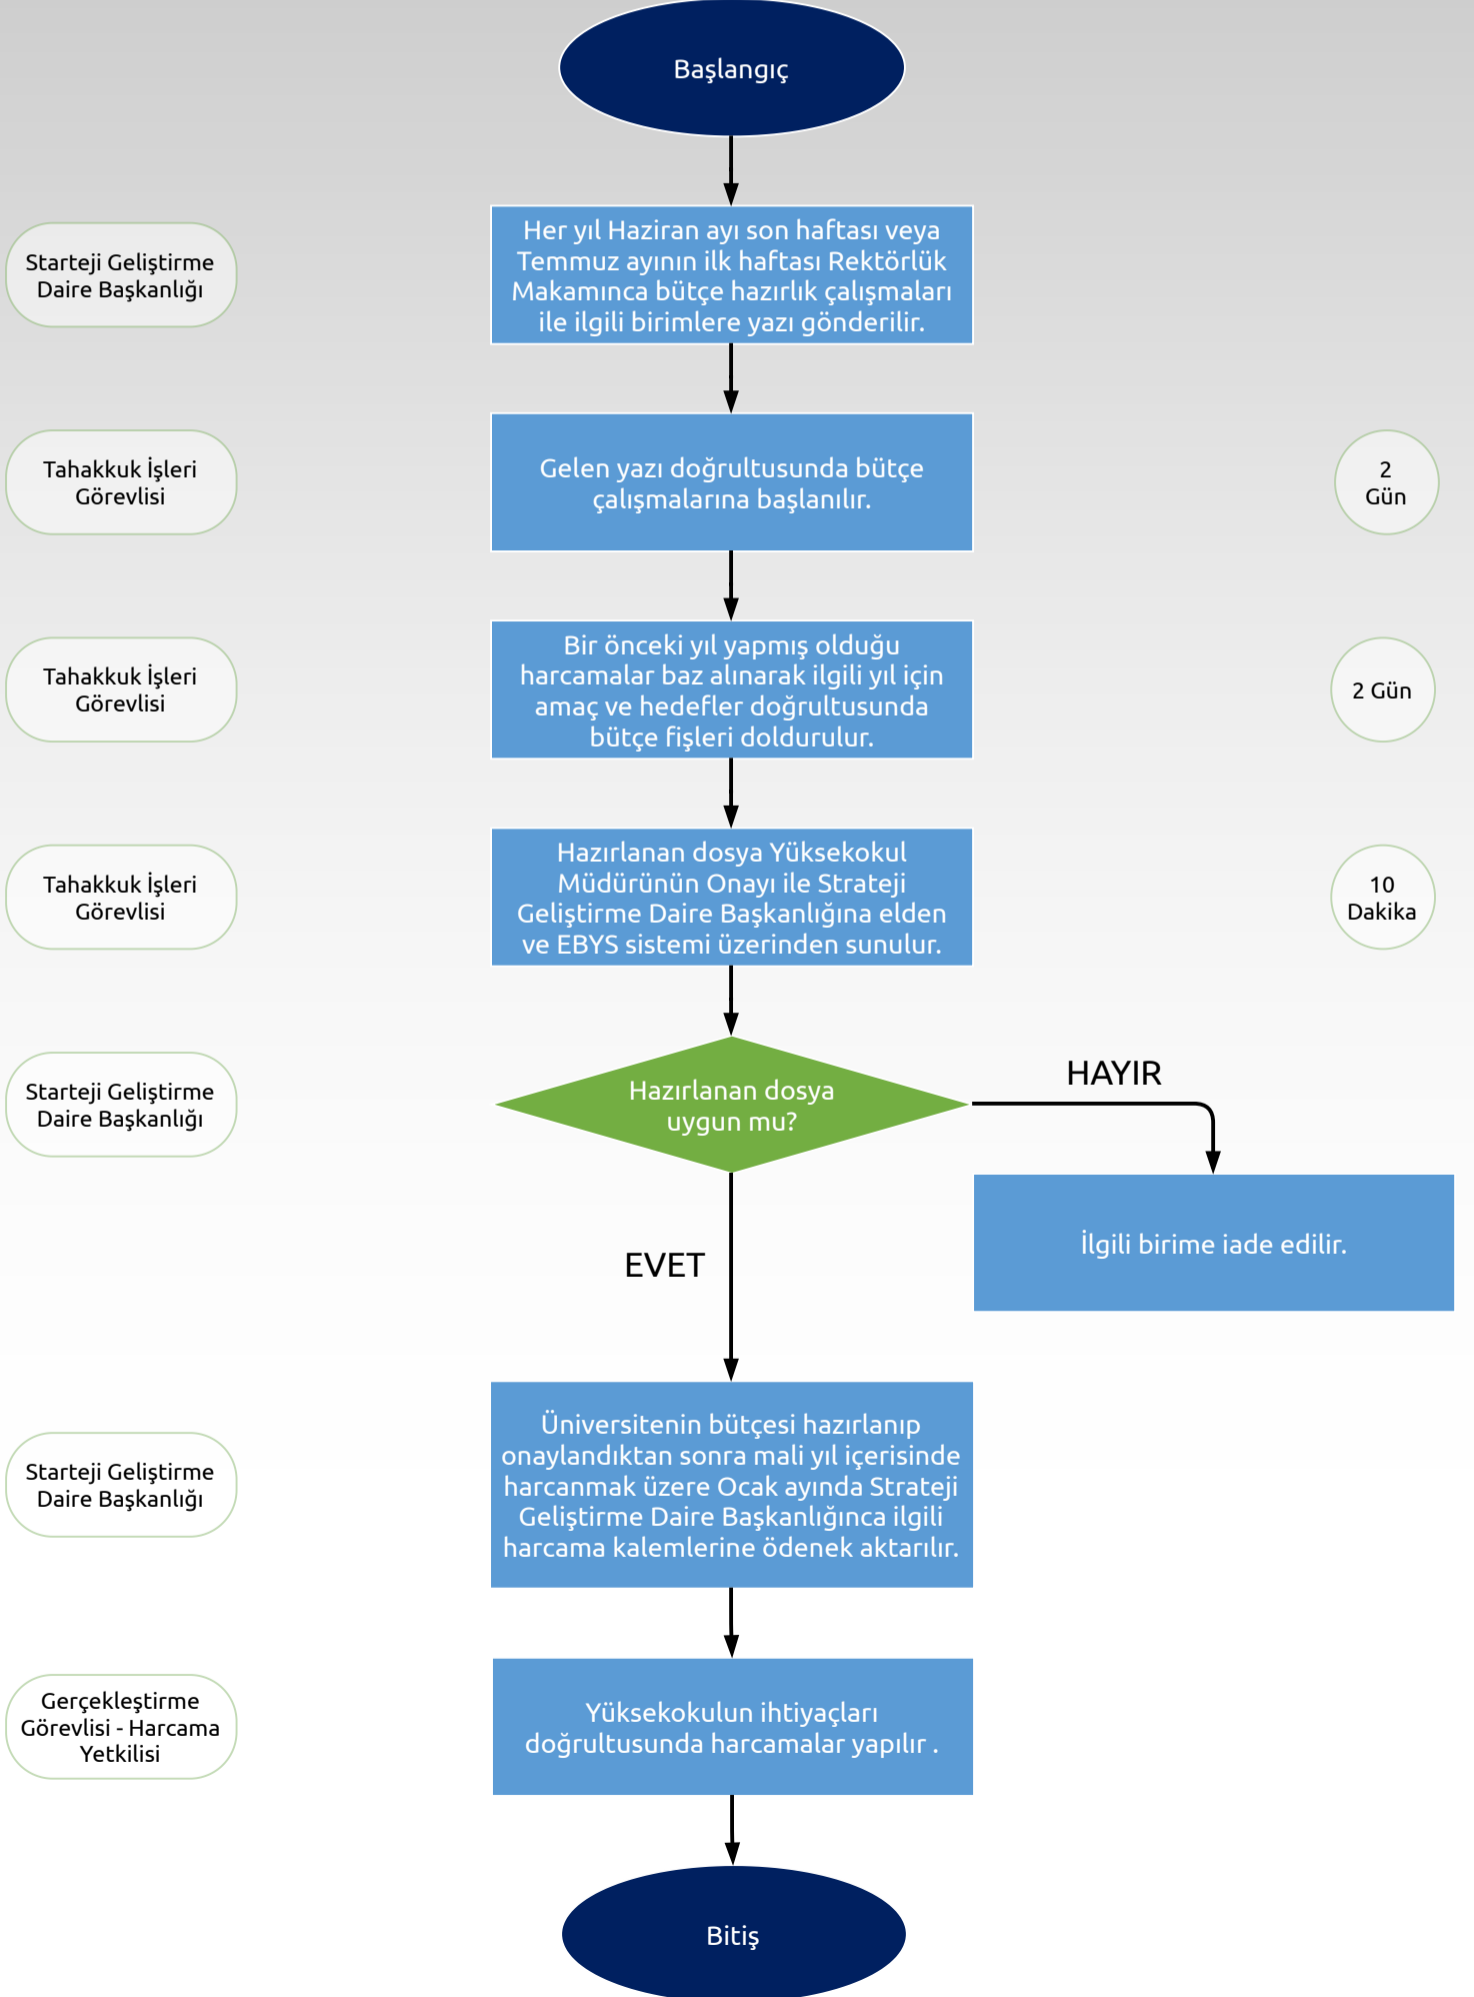 Başlangıç
Starteji Geliştirme
Daire Başkanlığı
Her yıl Haziran ayı son haftası veya
Temmuz ayının ilk haftası Rektörlük
Makamınca bütçe hazırlık çalışmaları
ile ilgili birimlere yazı gönderilir.
Tahakkuk İşleri
Görevlisi
Gelen yazı doğrultusunda bütçe
çalışmalarına başlanılır.
2
Gün
Tahakkuk İşleri
Görevlisi
Bir önceki yıl yapmış olduğu
harcamalar baz alınarak ilgili yıl için
amaç ve hedefler doğrultusunda
bütçe fişleri doldurulur.
2 Gün
Tahakkuk İşleri
Görevlisi
Hazırlanan dosya Yüksekokul
Müdürünün Onayı ile Strateji
Geliştirme Daire Başkanlığına elden
ve EBYS sistemi üzerinden sunulur.
10
Dakika
Starteji Geliştirme
Daire Başkanlığı
Hazırlanan dosya
uygun mu?
HAYIR
İlgili birime iade edilir.
EVET
Starteji Geliştirme
Daire Başkanlığı
Üniversitenin bütçesi hazırlanıp
onaylandıktan sonra mali yıl içerisinde
harcanmak üzere Ocak ayında Strateji
Geliştirme Daire Başkanlığınca ilgili
harcama kalemlerine ödenek aktarılır.
Gerçekleştirme
Görevlisi - Harcama
Yetkilisi
Yüksekokulun ihtiyaçları
doğrultusunda harcamalar yapılır .
Bitiş